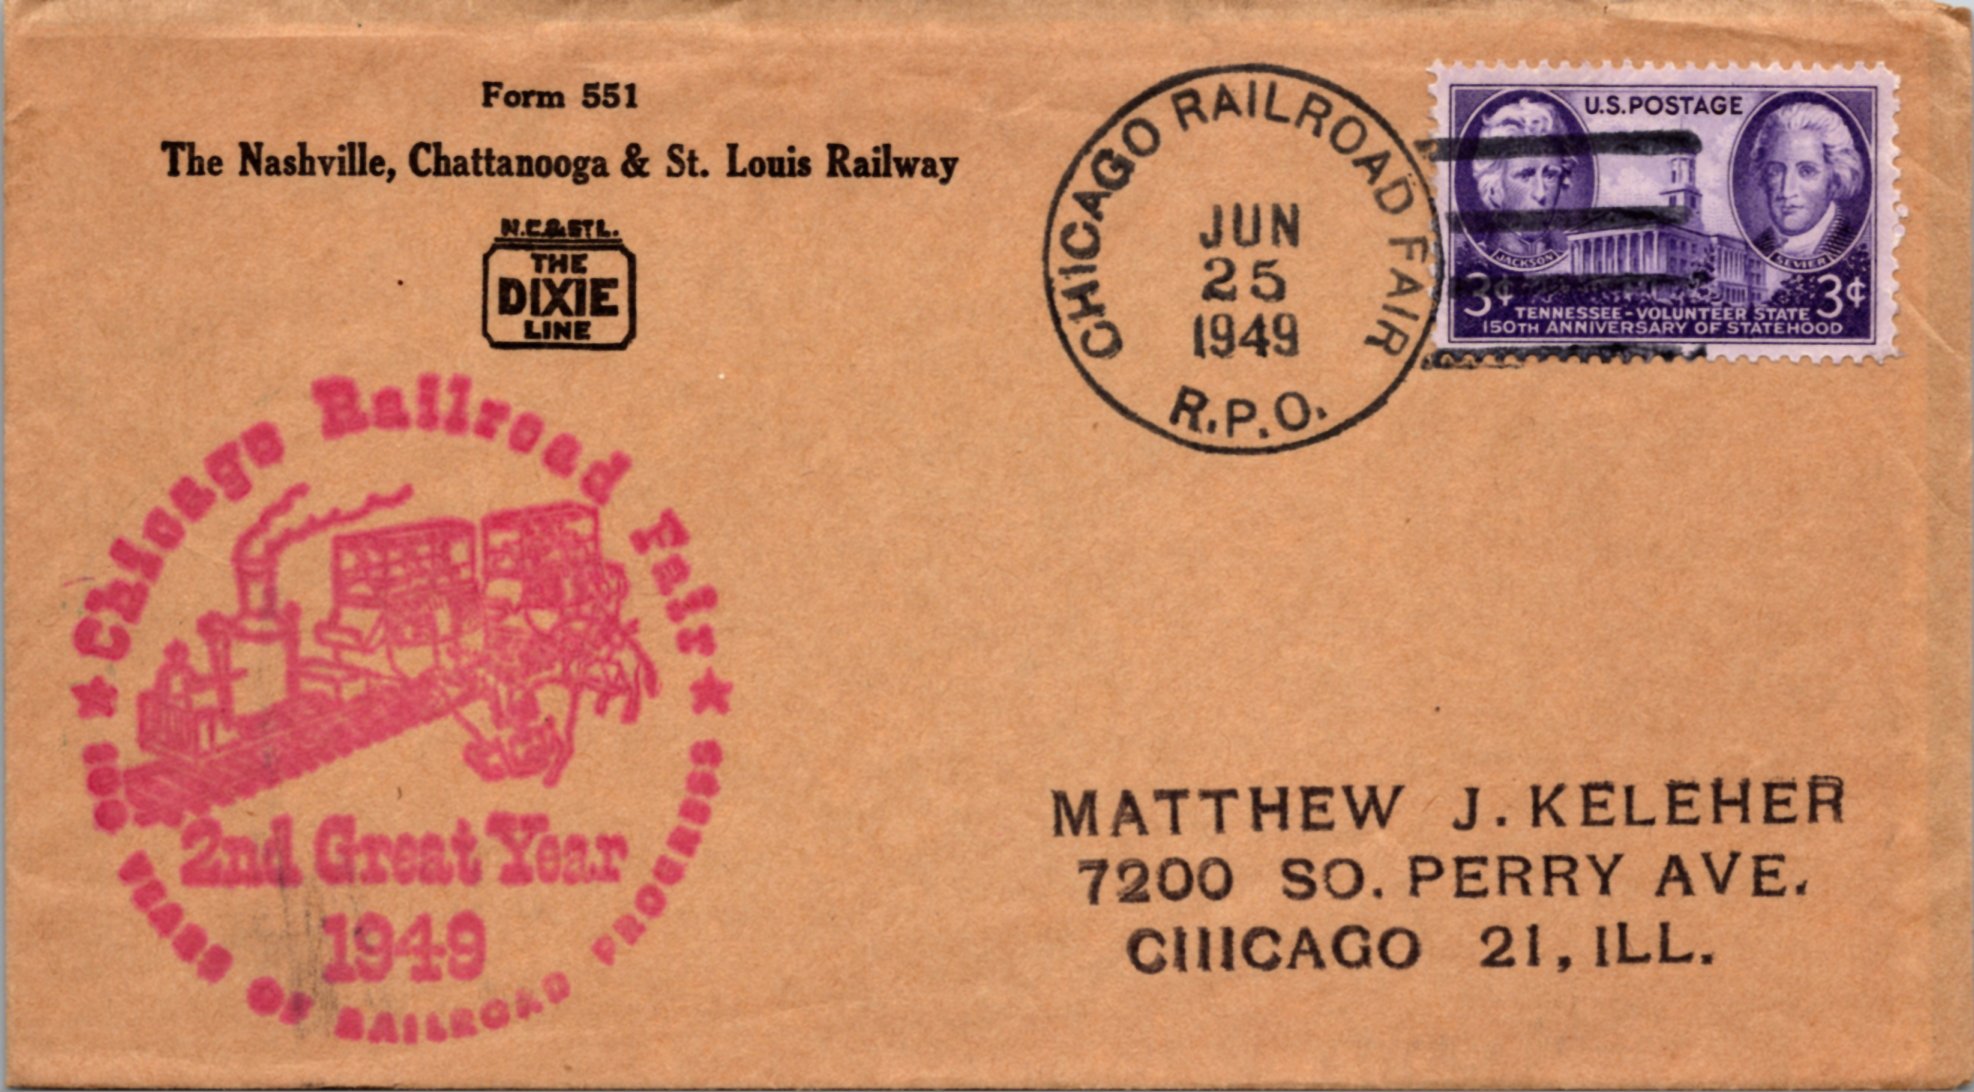 Form 551
The Nashville, Chattanooga & St. Louis Railway
N.C.&STL.
THE
DIXIE
LINE
CHICAGO RAILROAD FAIR
JUN
25
1949
R.P.O.
U.S.POSTAGE
JACKSON
SEVIER
3¢
3¢
TENNESSEE-VOLUNTEER STATE
150TH ANNIVERSARY OF STATEHOOD
Chicago Railroad Fair
2nd Great Year
1949
YEARS OF RAILROAD PROGRESS
MATTHEW J. KELEHER
7200 SO. PERRY AVE.
CHICAGO 21, ILL.